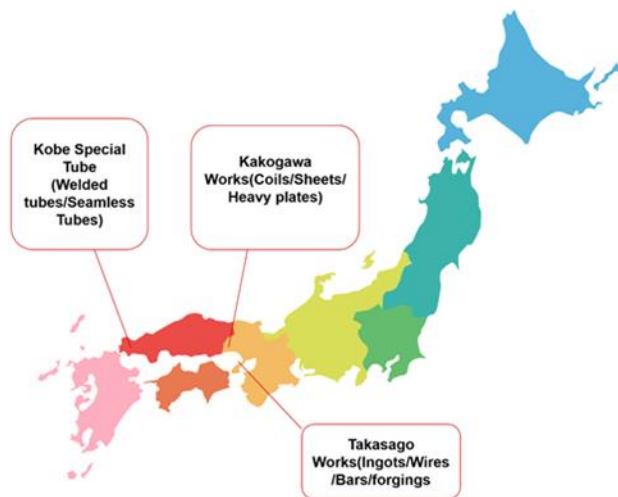 Kobe Special
Tube
(Welded
tubes/Seamless
Tubes)
Kakogawa
Works(Coils/Sheets/
Heavy plates)
Takasago
Works(Ingots/Wires
/Bars/forgings